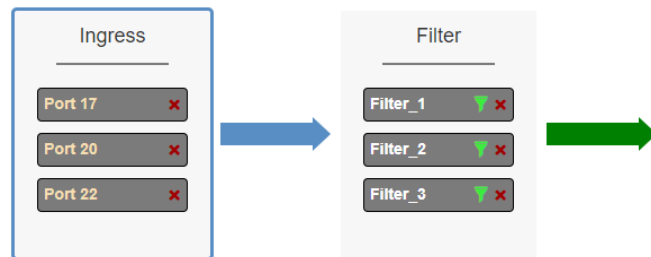 Ingress
Port 17
Port 20
Port 22
Filter
Filter_1
Filter_2
Filter_3